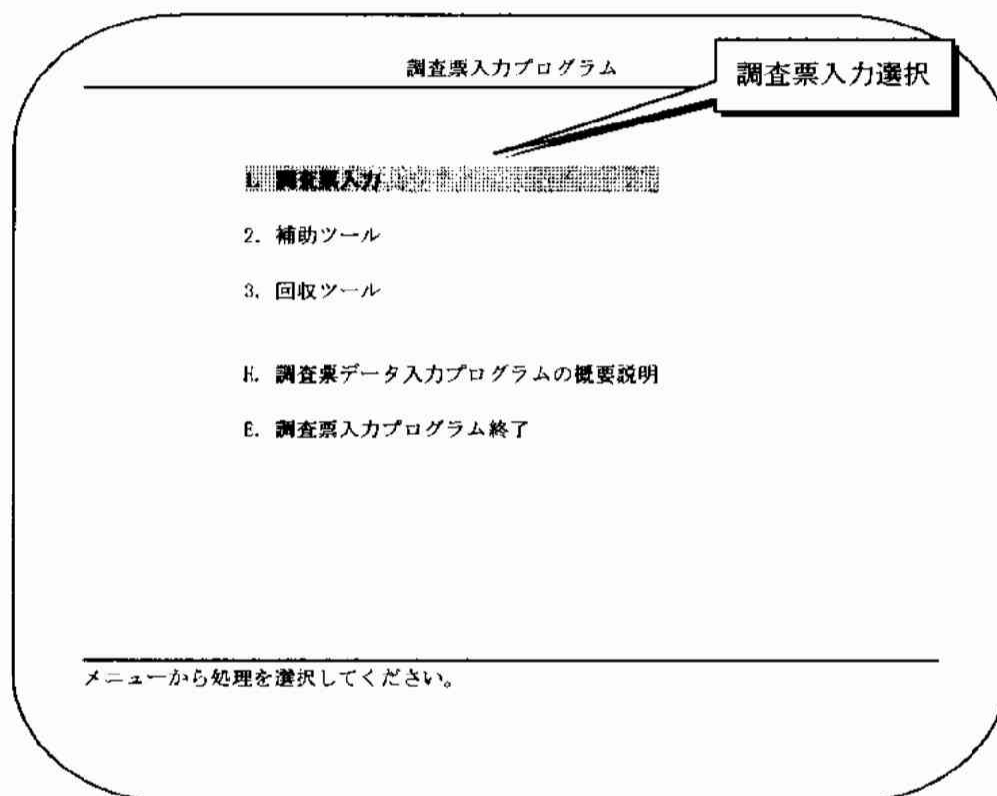 調査票入力プログラム
調査票入力選択
1. 調査票入力
2. 補助ツール
3. 回収ツール
H. 調査票データ入力プログラムの概要説明
E. 調査票入力プログラム終了
メニューから処理を選択してください。